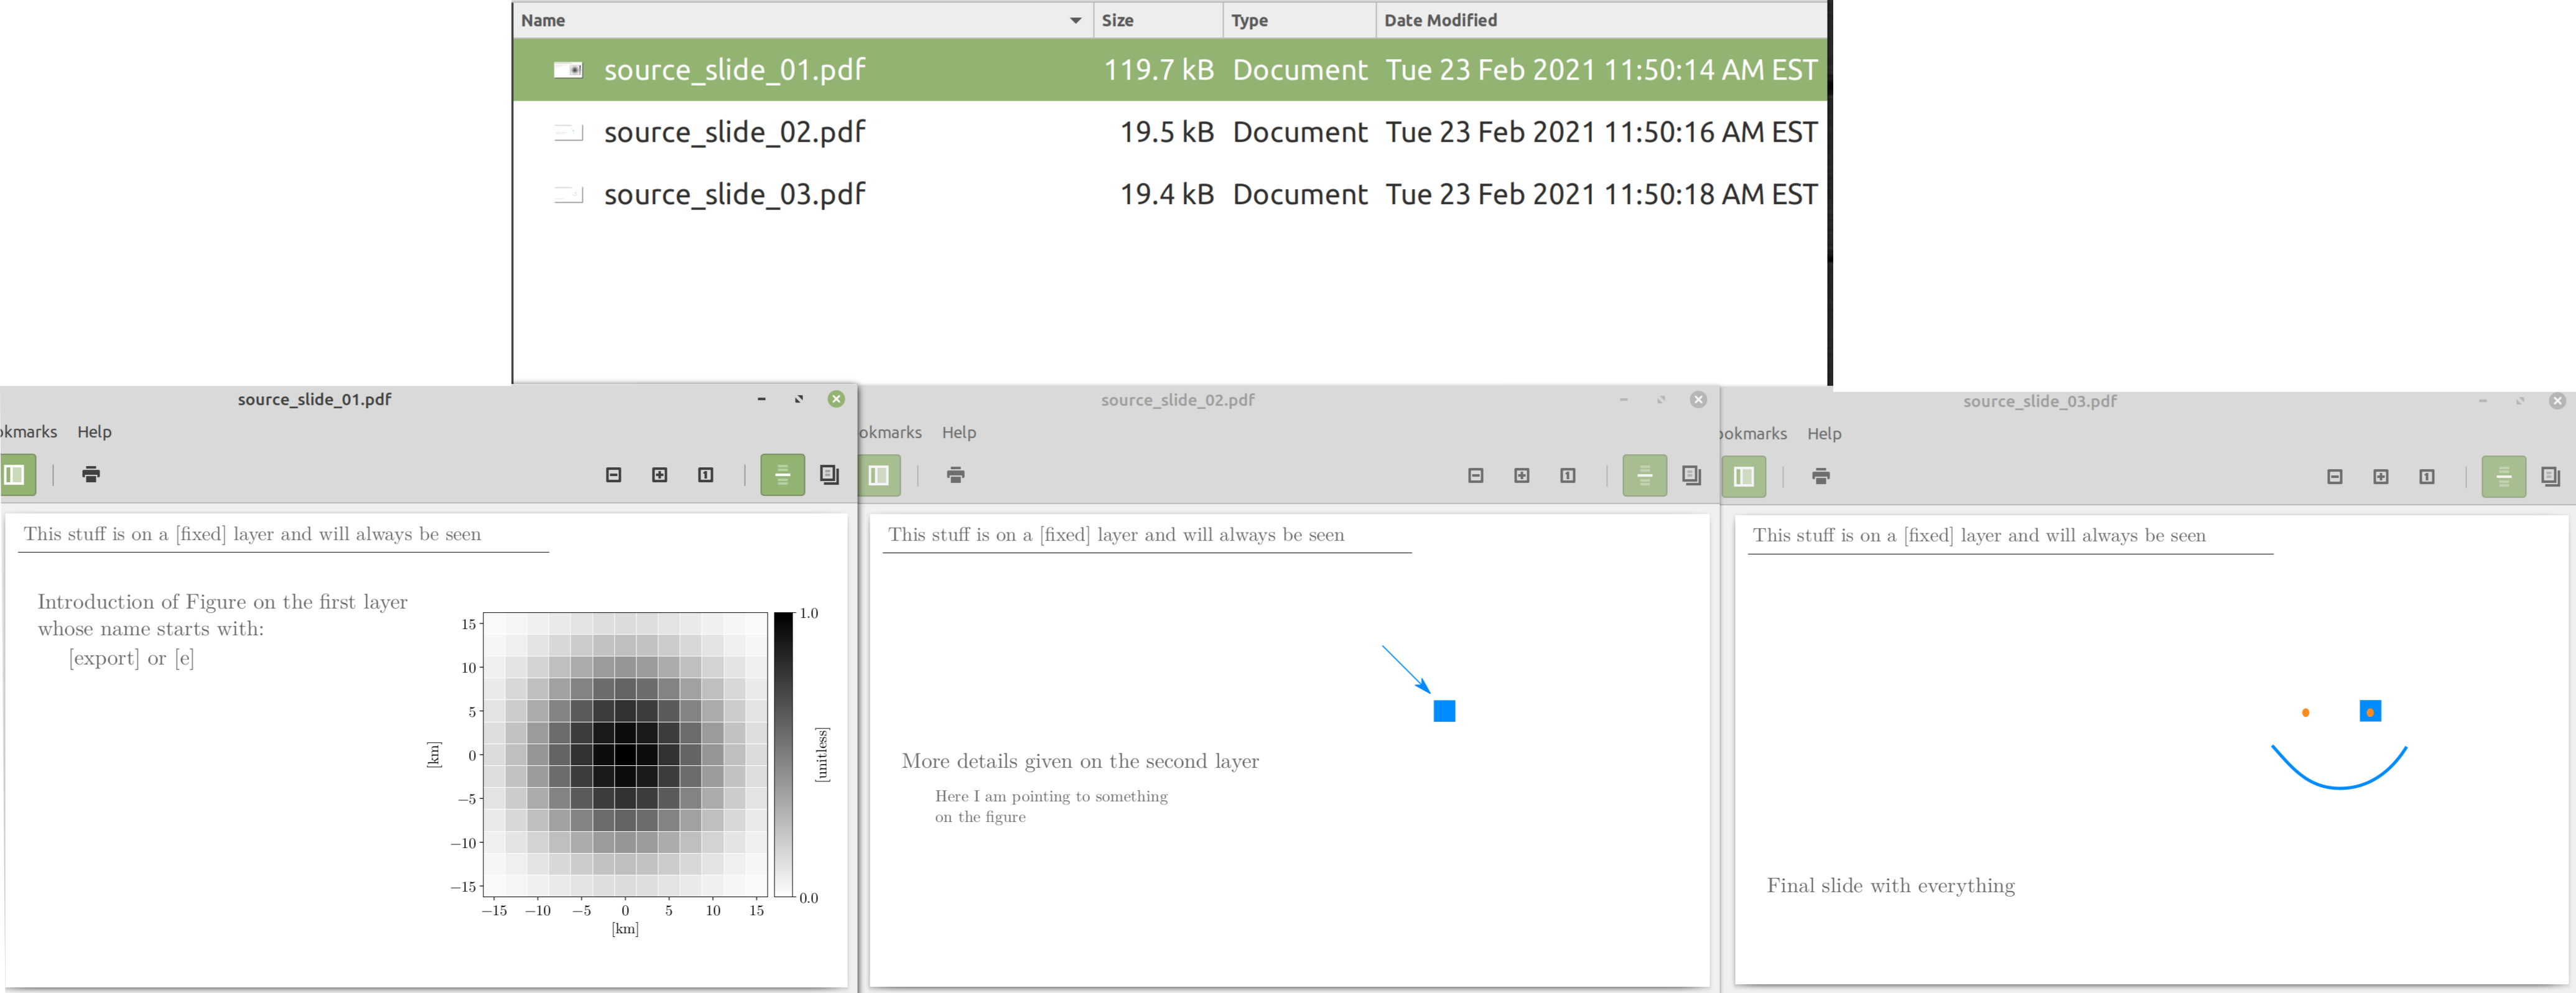 Name Size Type Date Modified
source_slide_01.pdf 119.7 kB Document Tue 23 Feb 2021 11:50:14 AM EST
source_slide_02.pdf 19.5 kB Document Tue 23 Feb 2021 11:50:16 AM EST
source_slide_03.pdf 19.4 kB Document Tue 23 Feb 2021 11:50:18 AM EST
source_slide_01.pdf
okmarks Help
1
This stuff is on a [fixed] layer and will always be seen
Introduction of Figure on the first layer
whose name starts with:
[export] or [e]
15
10
5
0
−5
−10
−15
[km]
−15 −10 −5 0 5 10 15
[km]
1.0
0.0
[unitless]
source_slide_02.pdf
okmarks Help
1
This stuff is on a [fixed] layer and will always be seen
More details given on the second layer
Here I am pointing to something
on the figure
source_slide_03.pdf
ookmarks Help
1
This stuff is on a [fixed] layer and will always be seen
Final slide with everything